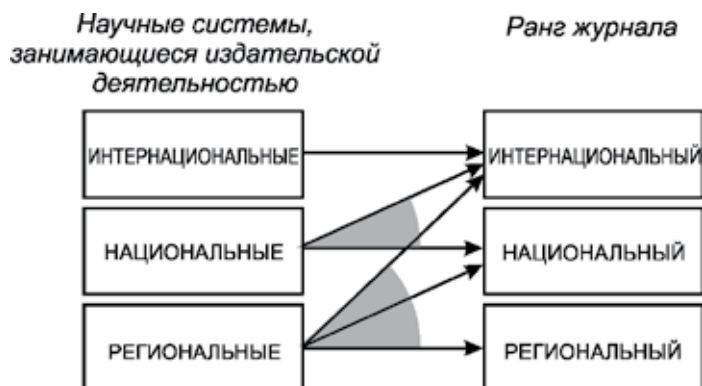 Научные системы,
занимающиеся издательской
деятельностью
Ранг журнала
ИНТЕРНАЦИОНАЛЬНЫЕ
ИНТЕРНАЦИОНАЛЬНЫЙ
НАЦИОНАЛЬНЫЕ
НАЦИОНАЛЬНЫЙ
РЕГИОНАЛЬНЫЕ
РЕГИОНАЛЬНЫЙ